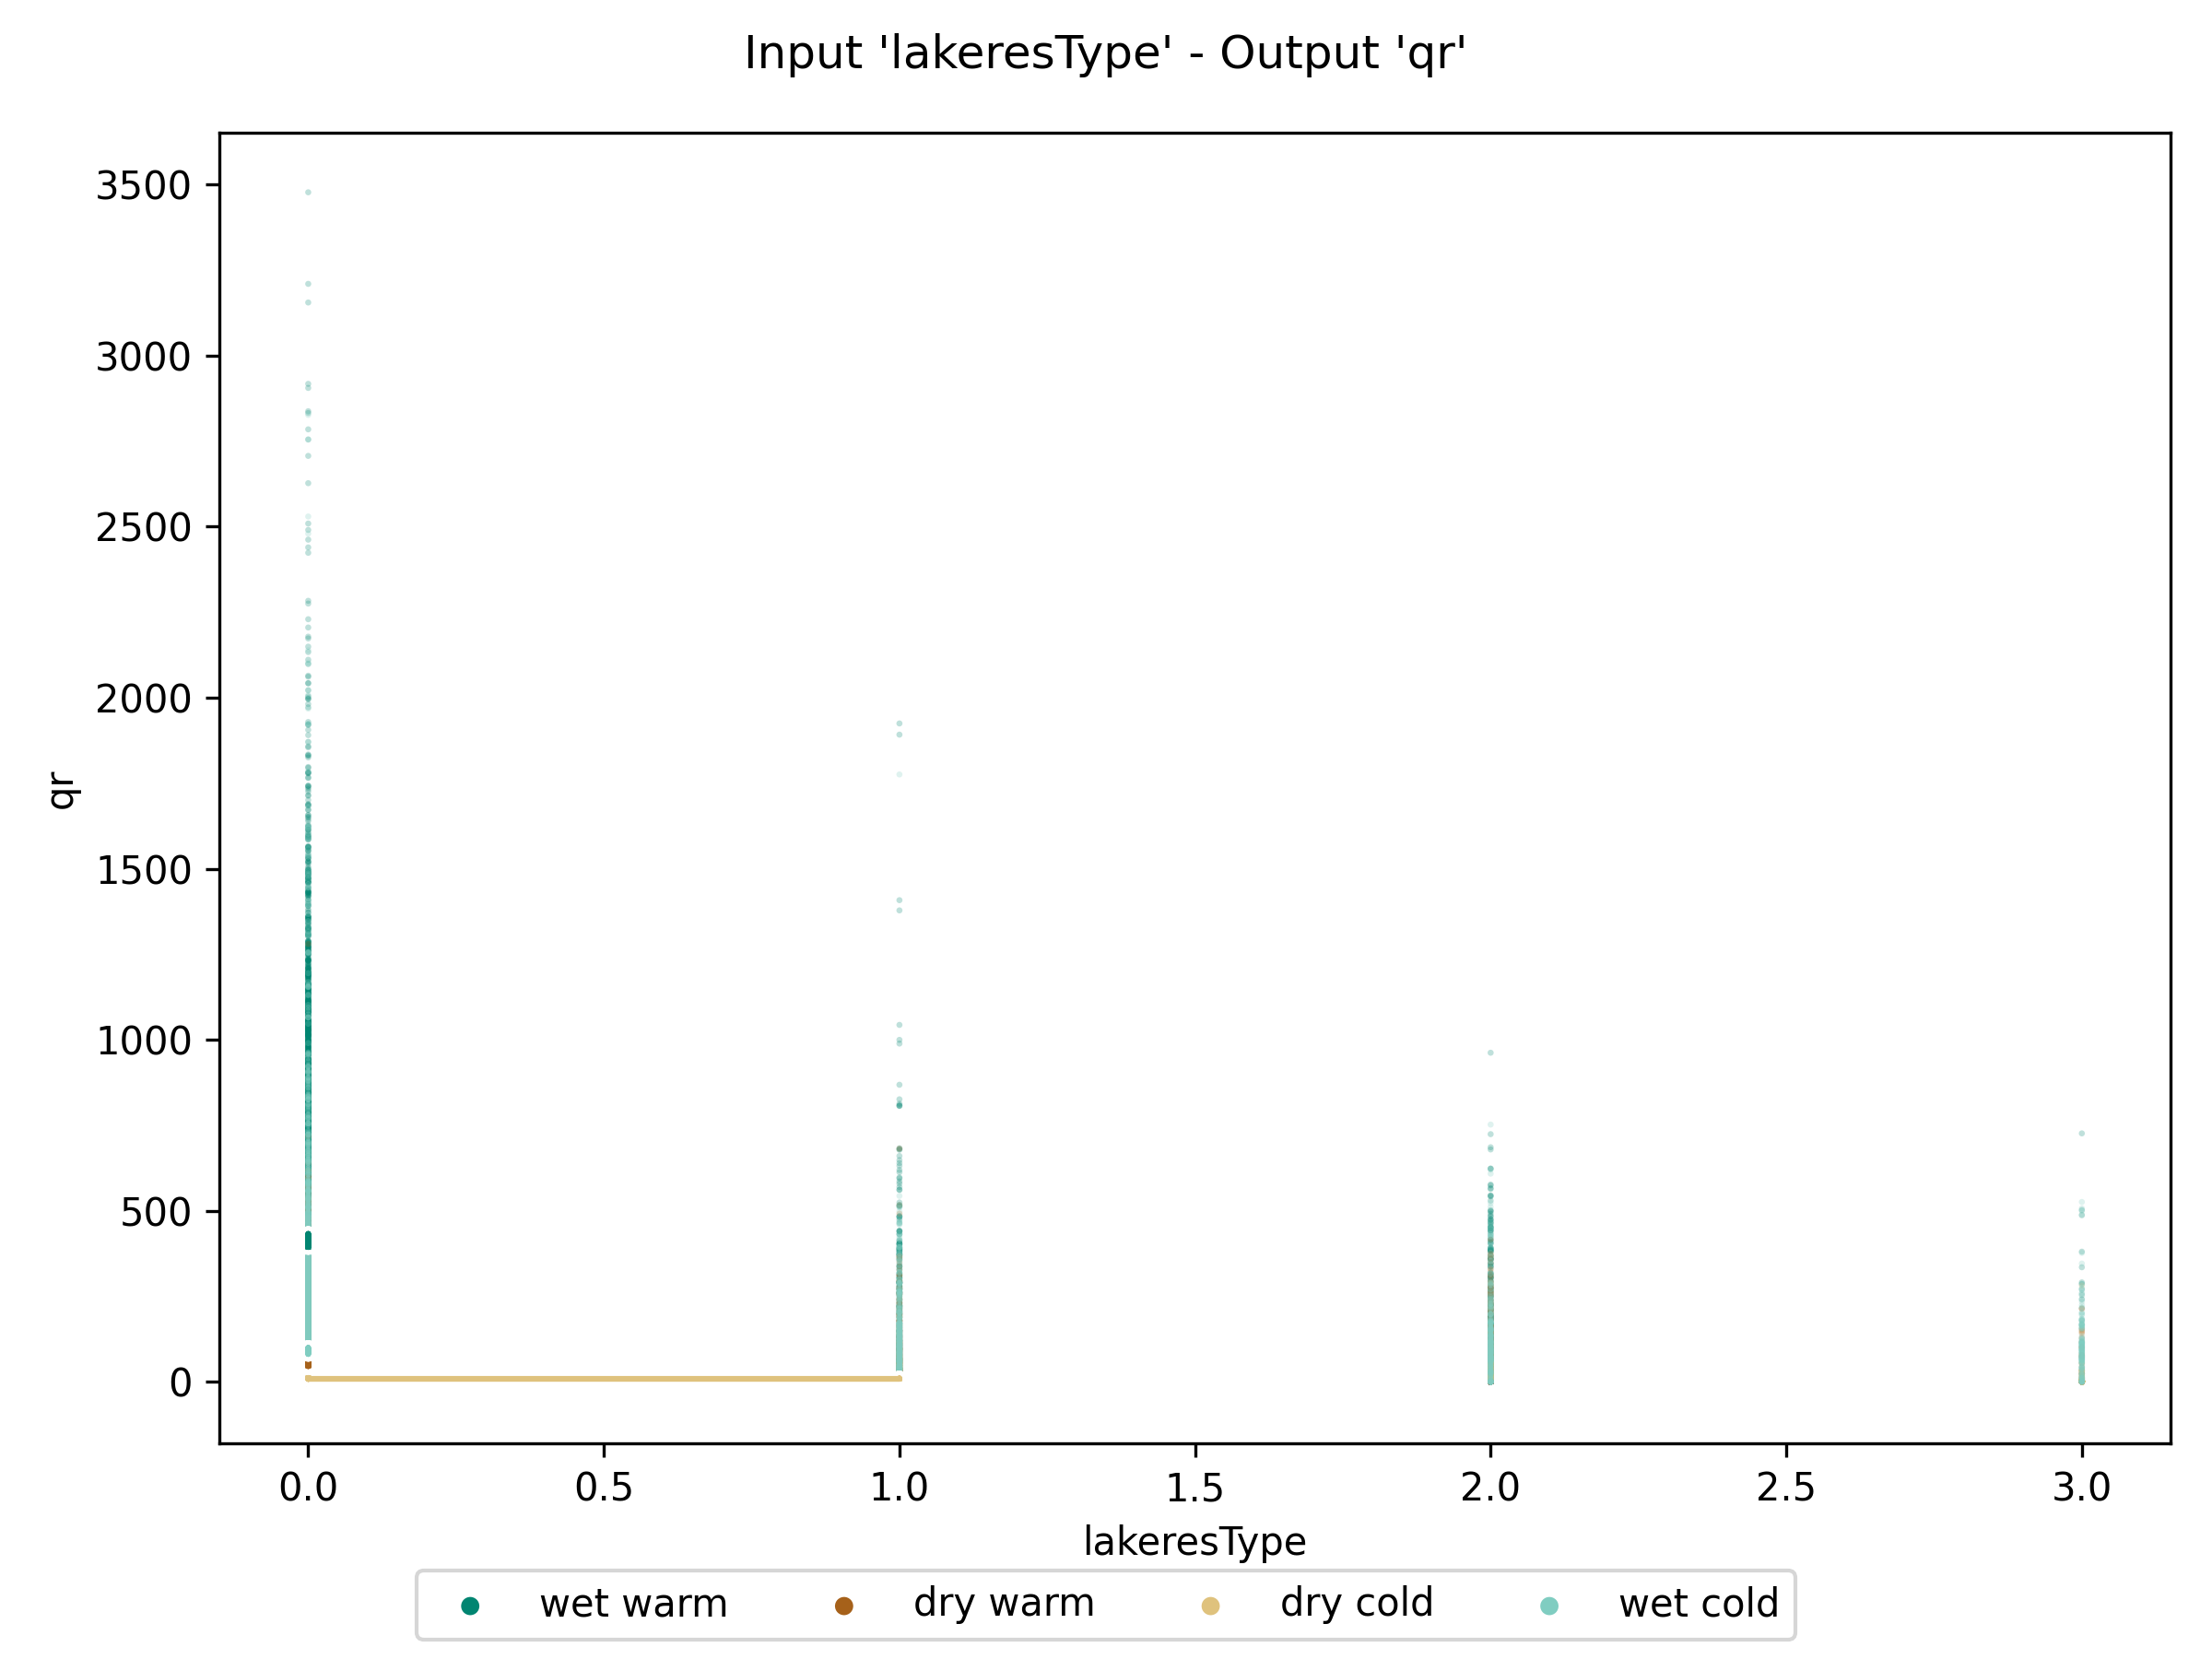 Input 'lakeresType' - Output 'qr'
3500
3000
2500
2000
1500
1000
500
0
qr
0.0 0.5 1.0 1.5 2.0 2.5 3.0
lakeresType
wet warm dry warm dry cold wet cold